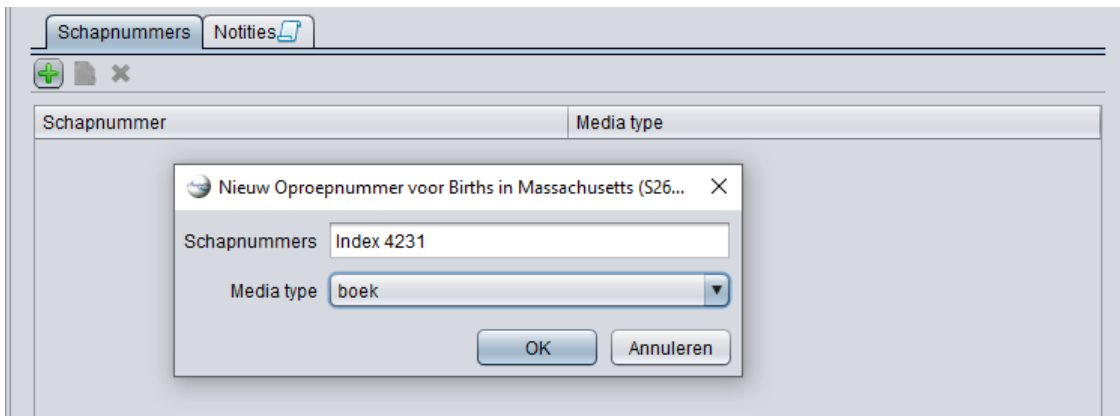 Schapnummers Notities
Schapnummer Media type
Nieuw Oproepnummer voor Births in Massachusetts (S26...
Schapnummers Index 4231
Media type boek
OK Annuleren